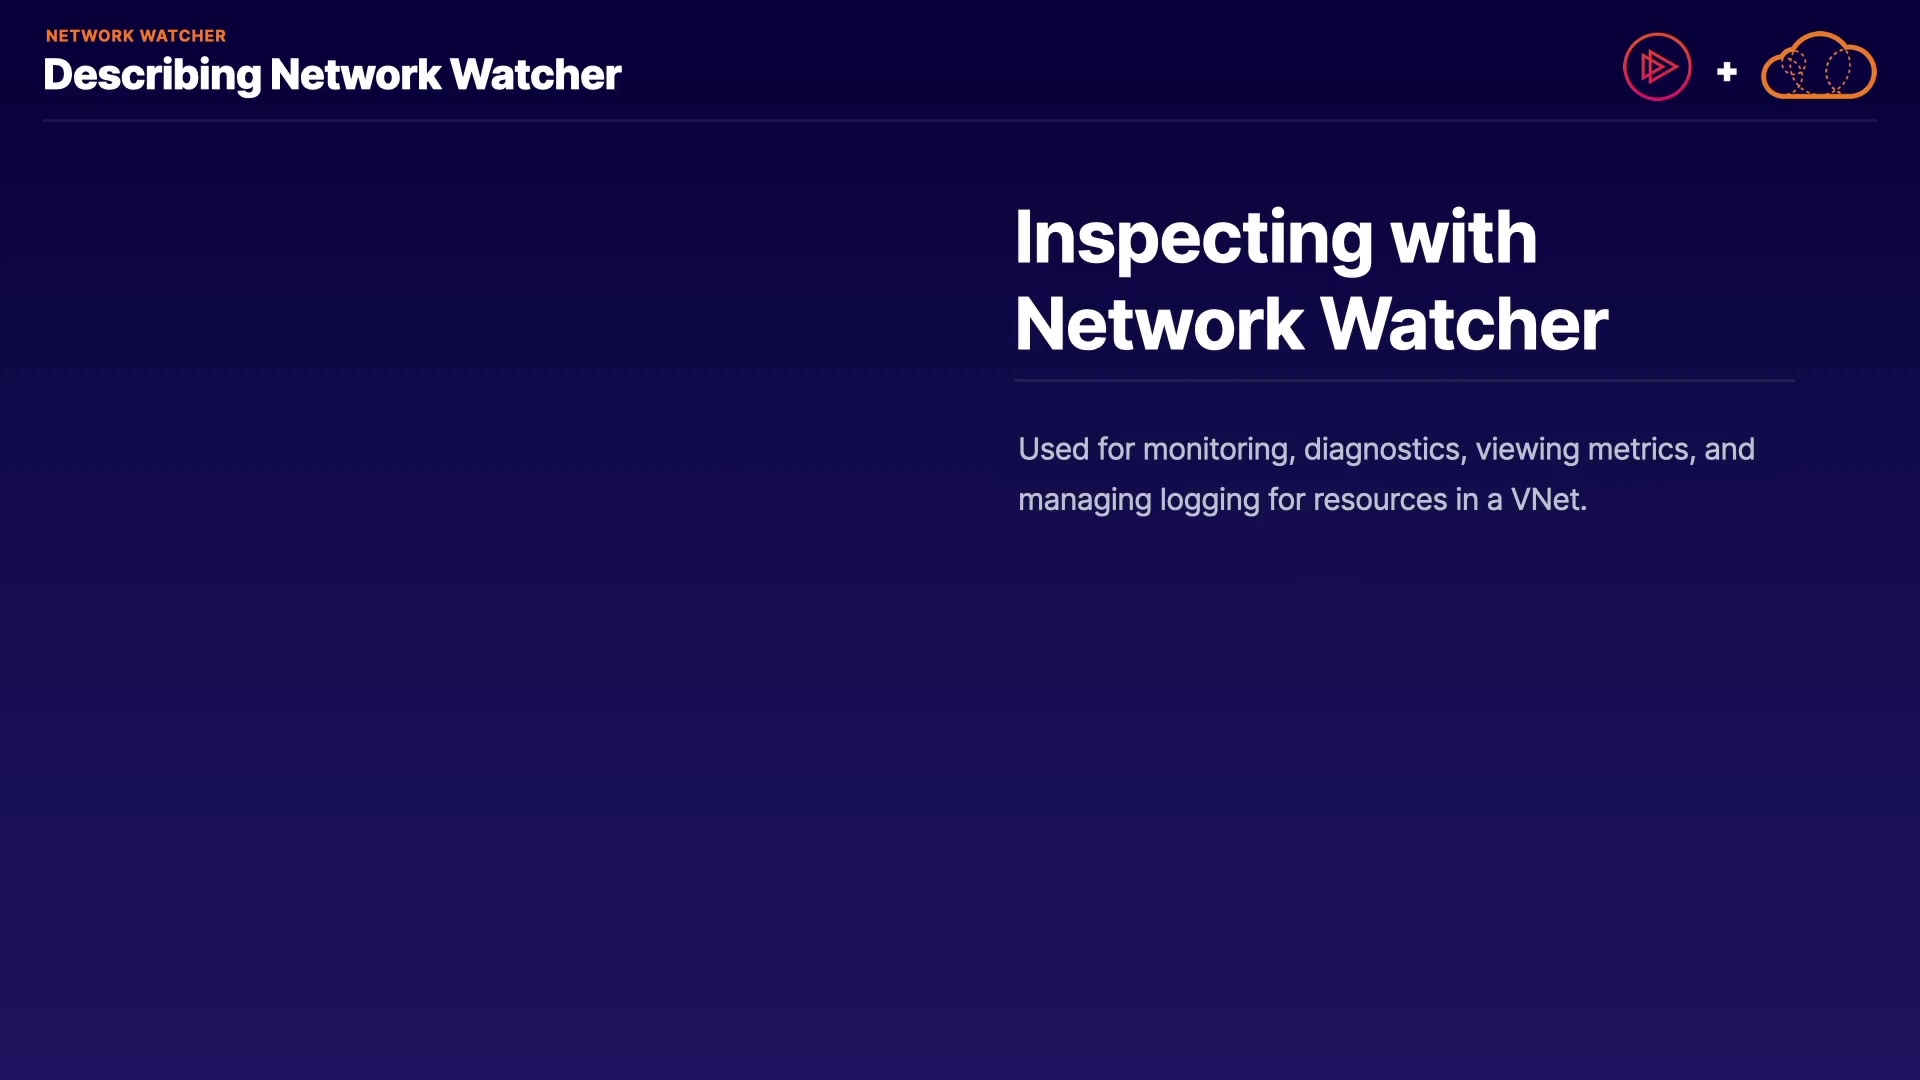 NETWORK WATCHER
Describing Network Watcher
+
Inspecting with
Network Watcher
Used for monitoring, diagnostics, viewing metrics, and
managing logging for resources in a VNet.